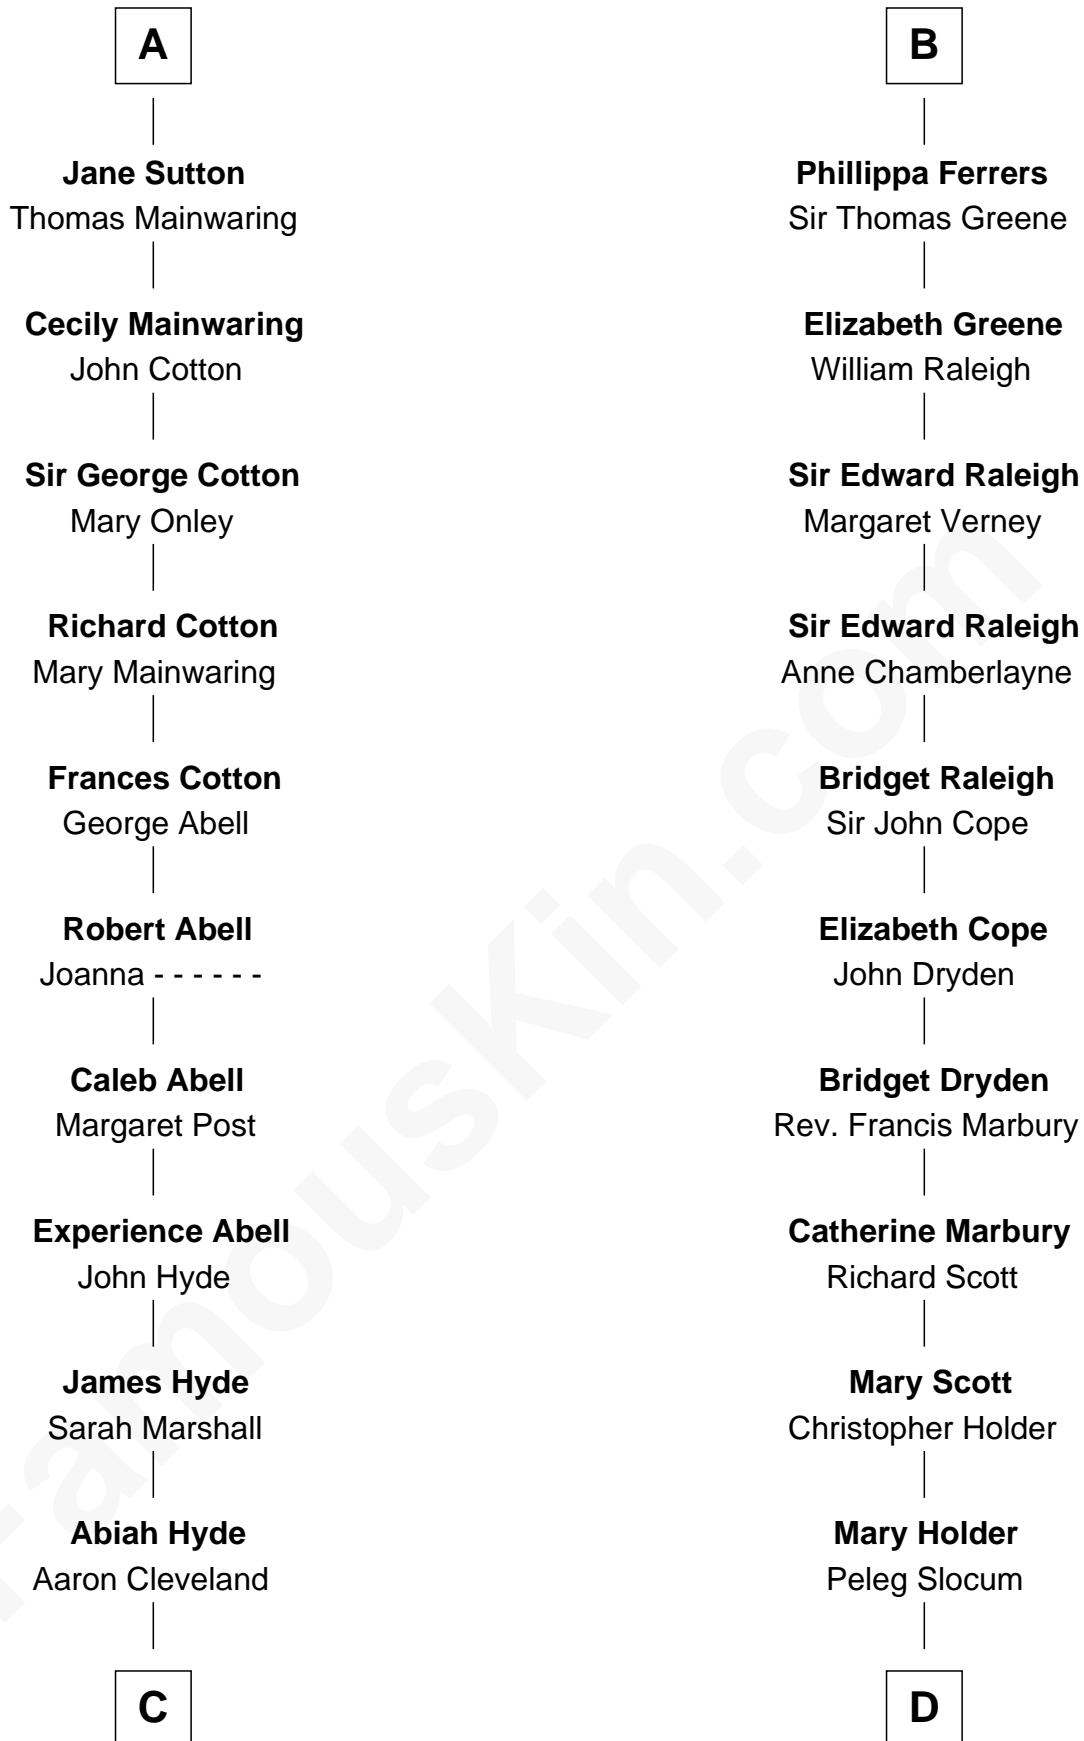 A
Jane Sutton
Thomas Mainwaring
Cecily Mainwaring
John Cotton
Sir George Cotton
Mary Onley
Richard Cotton
Mary Mainwaring
Frances Cotton
George Abell
Robert Abell
Joanna - - - - - -
Caleb Abell
Margaret Post
Experience Abell
John Hyde
James Hyde
Sarah Marshall
Abiah Hyde
Aaron Cleveland
C
B
Phillippa Ferrers
Sir Thomas Greene
Elizabeth Greene
William Raleigh
Sir Edward Raleigh
Margaret Verney
Sir Edward Raleigh
Anne Chamberlayne
Bridget Raleigh
Sir John Cope
Elizabeth Cope
John Dryden
Bridget Dryden
Rev. Francis Marbury
Catherine Marbury
Richard Scott
Mary Scott
Christopher Holder
Mary Holder
Peleg Slocum
D
FamousKin.com